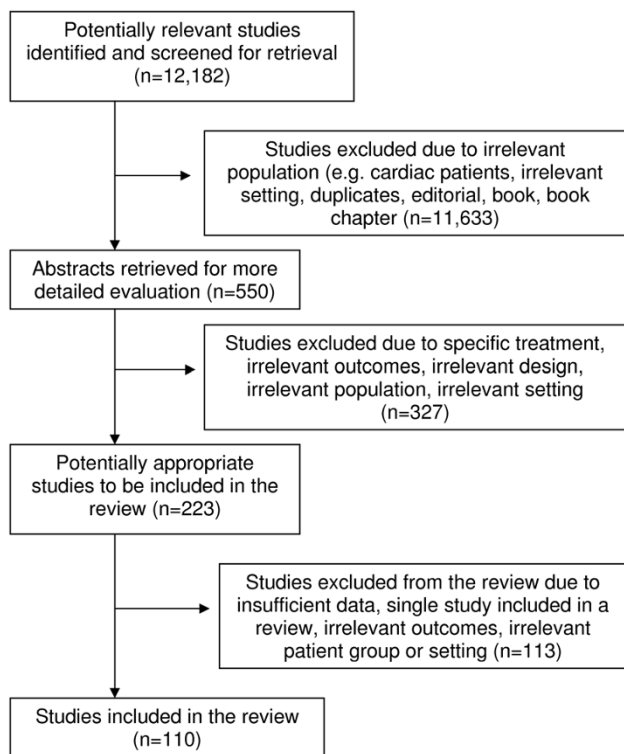 Potentially relevant studies
identified and screened for retrieval
(n=12,182)
Studies excluded due to irrelevant
population (e.g. cardiac patients, irrelevant
setting, duplicates, editorial, book, book
chapter (n=11,633)
Abstracts retrieved for more
detailed evaluation (n=550)
Studies excluded due to specific treatment,
irrelevant outcomes, irrelevant design,
irrelevant population, irrelevant setting
(n=327)
Potentially appropriate
studies to be included in the
review (n=223)
Studies excluded from the review due to
insufficient data, single study included in a
review, irrelevant outcomes, irrelevant
patient group or setting (n=113)
Studies included in the review
(n=110)